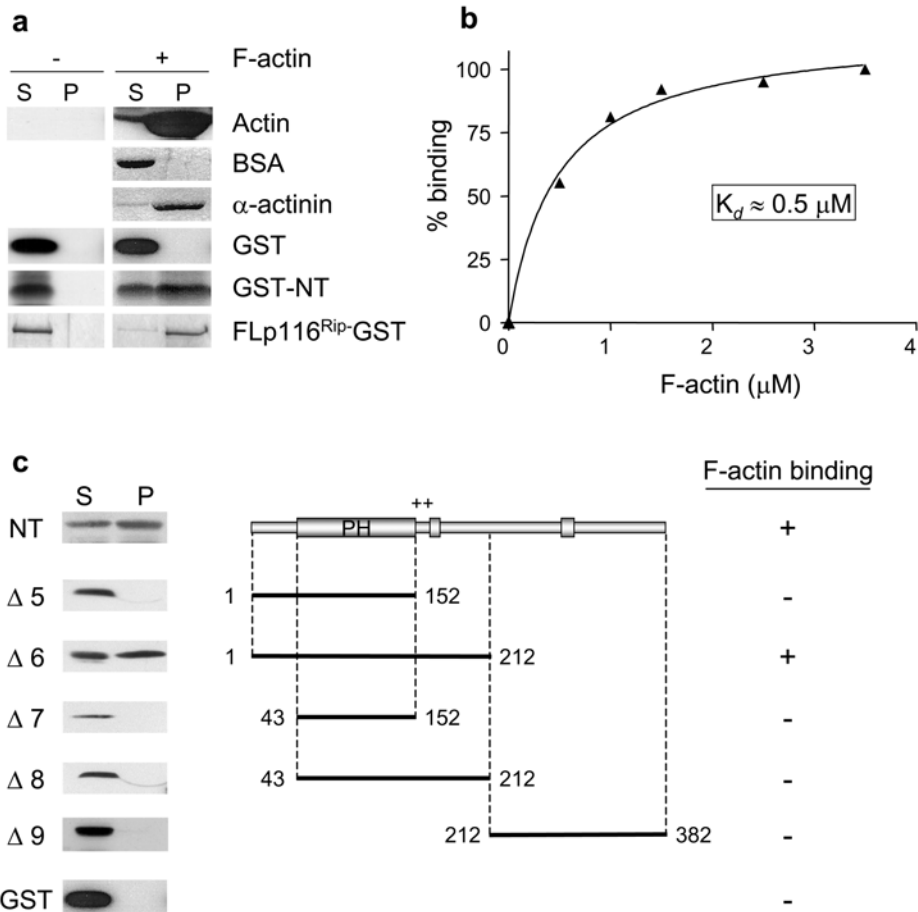 a
- + F-actin
S P S P
Actin
BSA
α-actinin
GST
GST-NT
FLp116Rip-GST
b
% binding
100
75
50
25
0
0 1 2 3 4
F-actin (μM)
Kd ≈ 0.5 μM
c
F-actin binding
S P
++
NT PH +
Δ 5 1 152 -
Δ 6 1 212 +
Δ 7 43 152 -
Δ 8 43 212 -
Δ 9 212 382 -
GST -